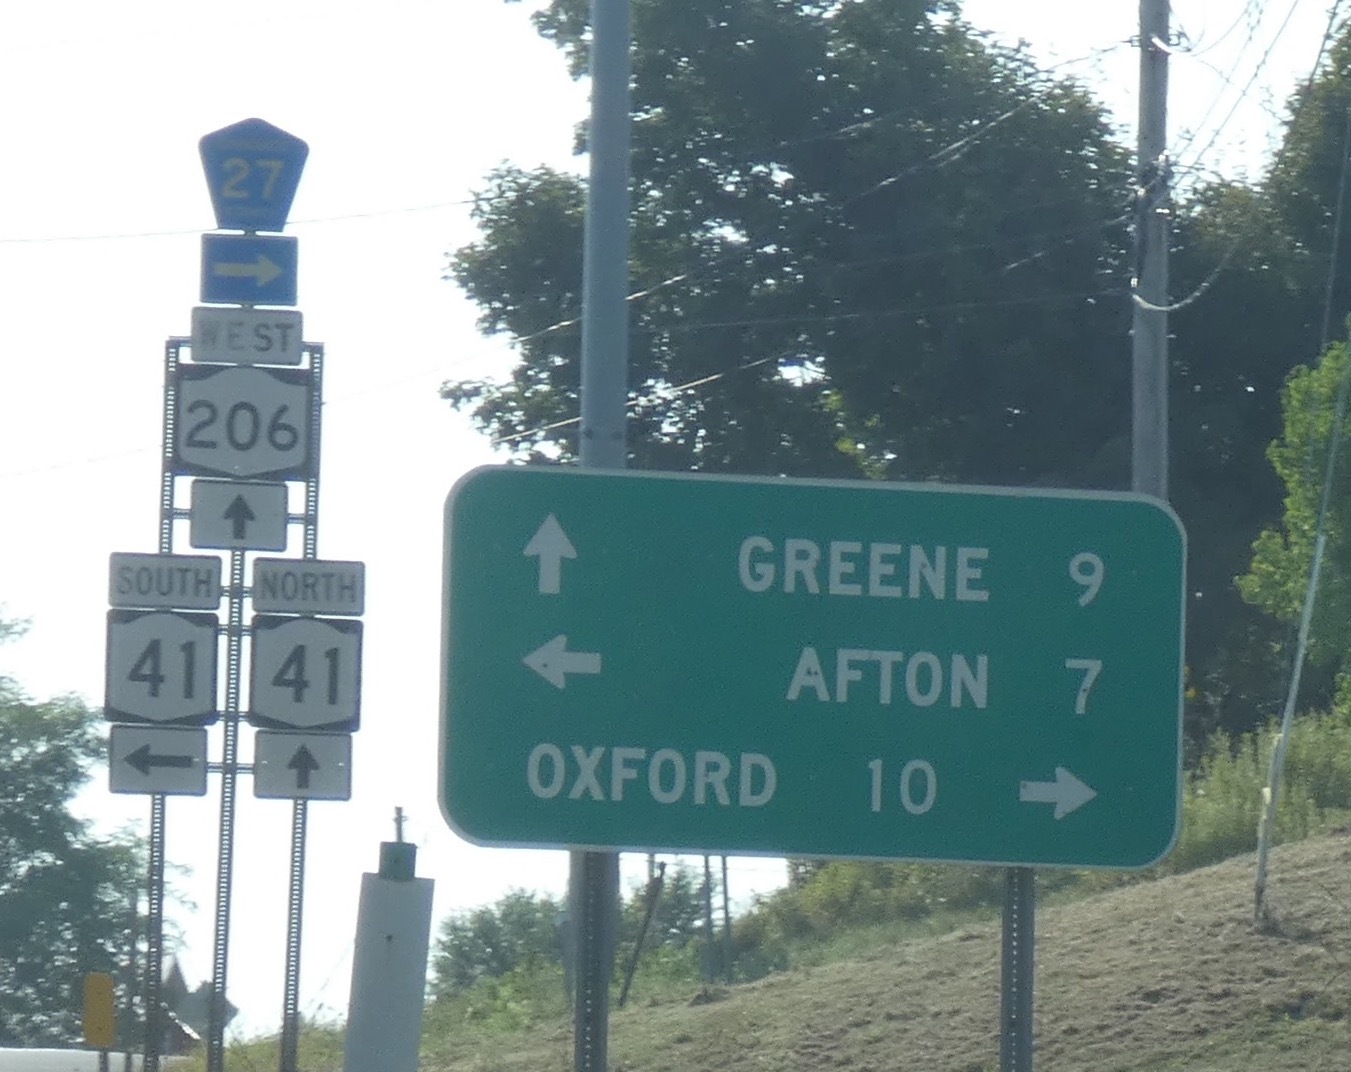 27
WEST
206
SOUTH NORTH
41 41
GREENE 9
AFTON 7
OXFORD 10